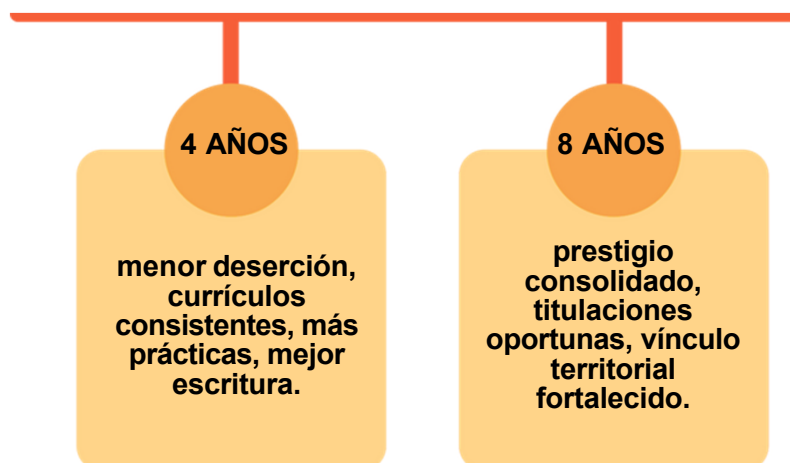 4 AÑOS
menor deserción,
currículos
consistentes, más
prácticas, mejor
escritura.
8 AÑOS
prestigio
consolidado,
titulaciones
oportunas, vínculo
territorial
fortalecido.